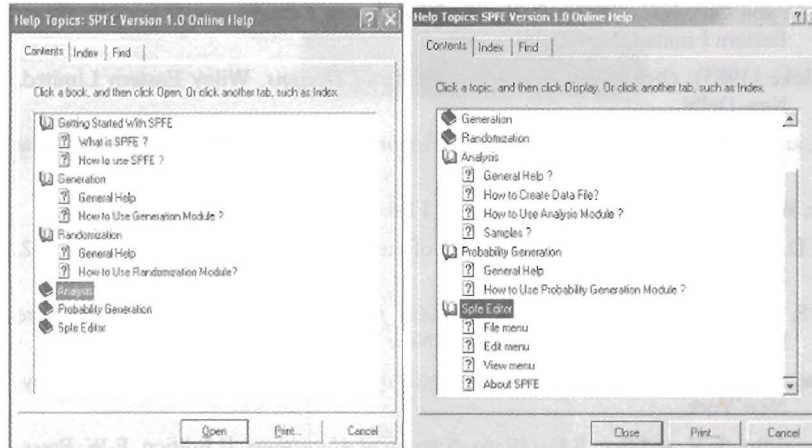 Help Topics: SPFE Version 1.0 Online Help
Contents Index Find
Click a book, and then click Open. Or click another tab, such as Index.
Getting Started With SPFE
What is SPFE ?
How to use SPFE ?
Generation
General Help
How to Use Generation Module ?
Randomization
General Help
How to Use Randomization Module?
Analysis
Probability Generation
Spfe Editor
Open Print... Cancel
Help Topics: SPFE Version 1.0 Online Help
Contents Index Find
Click a topic, and then click Display. Or click another tab, such as Index.
Generation
Randomization
Analysis
General Help ?
How to Create Data File?
How to Use Analysis Module ?
Samples ?
Probability Generation
General Help
How to Use Probability Generation Module ?
Spfe Editor
File menu
Edit menu
View menu
About SPFE
Close Print... Cancel